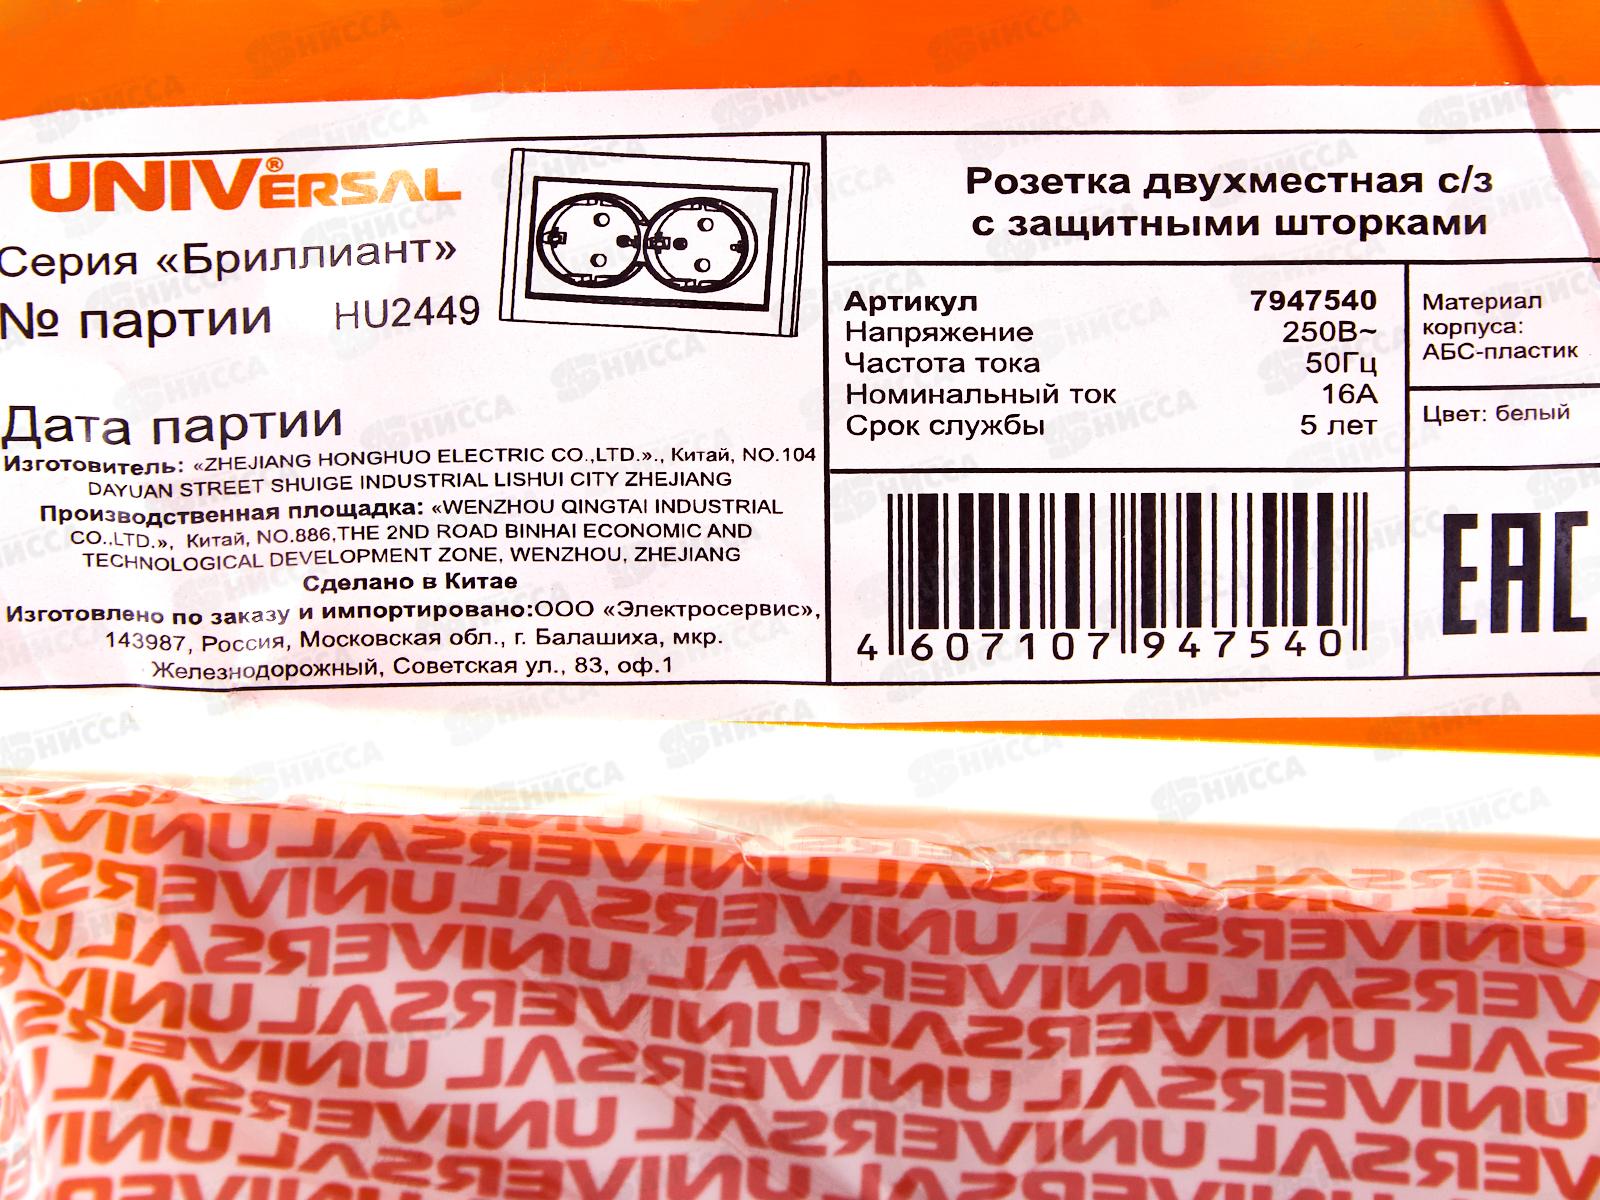 UNIVERSAL®
Серия «Бриллиант»
№ партии HU2449
Дата партии
Изготовитель: «ZHEJIANG HONGHUO ELECTRIC CO.,LTD.»., Китай, NO.104
DAYUAN STREET SHUIGE INDUSTRIAL LISHUI CITY ZHEJIANG
Производственная площадка: «WENZHOU QINGTAI INDUSTRIAL
CO.,LTD.», Китай, NO.886,THE 2ND ROAD BINHAI ECONOMIC AND
TECHNOLOGICAL DEVELOPMENT ZONE, WENZHOU, ZHEJIANG
Сделано в Китае
Изготовлено по заказу и импортировано:ООО «Электросервис»,
143987, Россия, Московская обл., г. Балашиха, мкр.
Железнодорожный, Советская ул., 83, оф.1
Розетка двухместная с/з
с защитными шторками
Артикул 7947540
Напряжение 250В~
Частота тока 50Гц
Номинальный ток 16А
Срок службы 5 лет
Материал
корпуса:
АБС-пластик
Цвет: белый
4 607107 947540
EAC